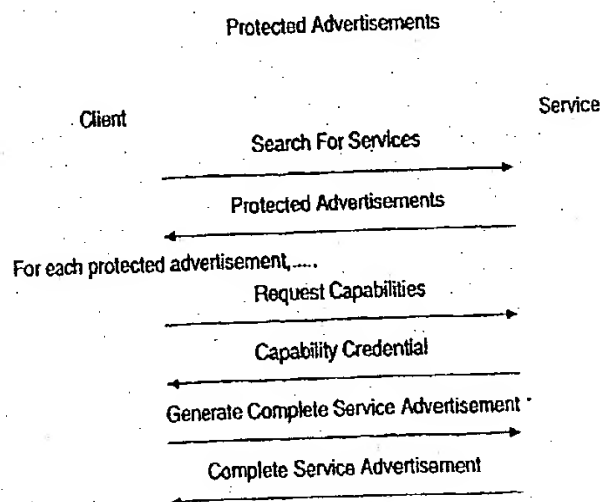 Protected Advertisements
Client
Service
Search For Services
Protected Advertisements
For each protected advertisement,.....
Request Capabilities
Capability Credential
Generate Complete Service Advertisement
Complete Service Advertisement